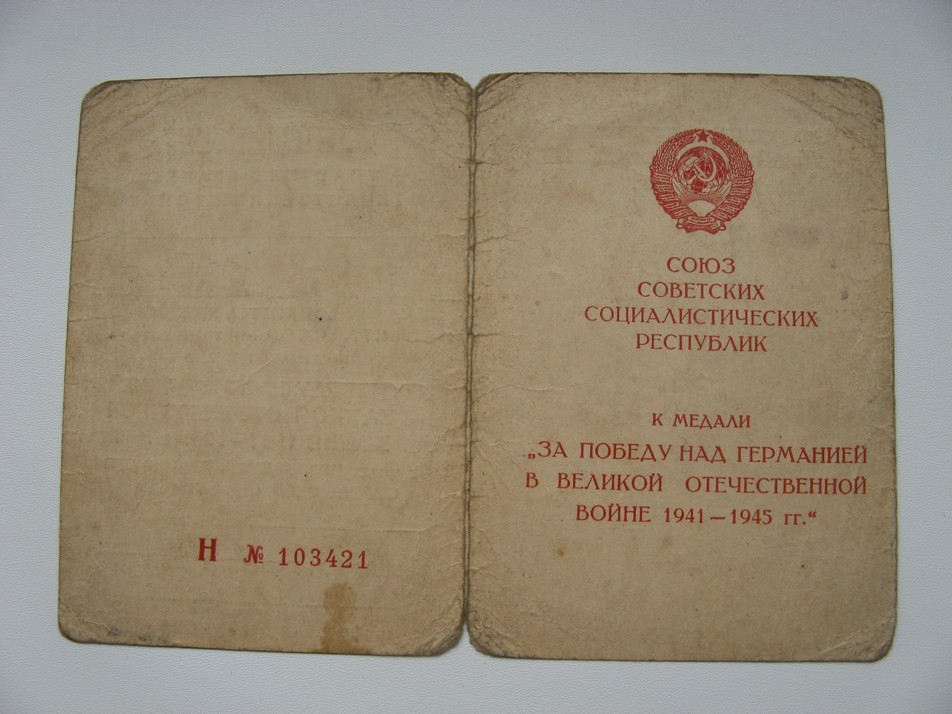 Н № 103421
СОЮЗ
СОВЕТСКИХ
СОЦИАЛИСТИЧЕСКИХ
РЕСПУБЛИК
К МЕДАЛИ
„ЗА ПОБЕДУ НАД ГЕРМАНИЕЙ
В ВЕЛИКОЙ ОТЕЧЕСТВЕННОЙ
ВОЙНЕ 1941—1945 гг.“